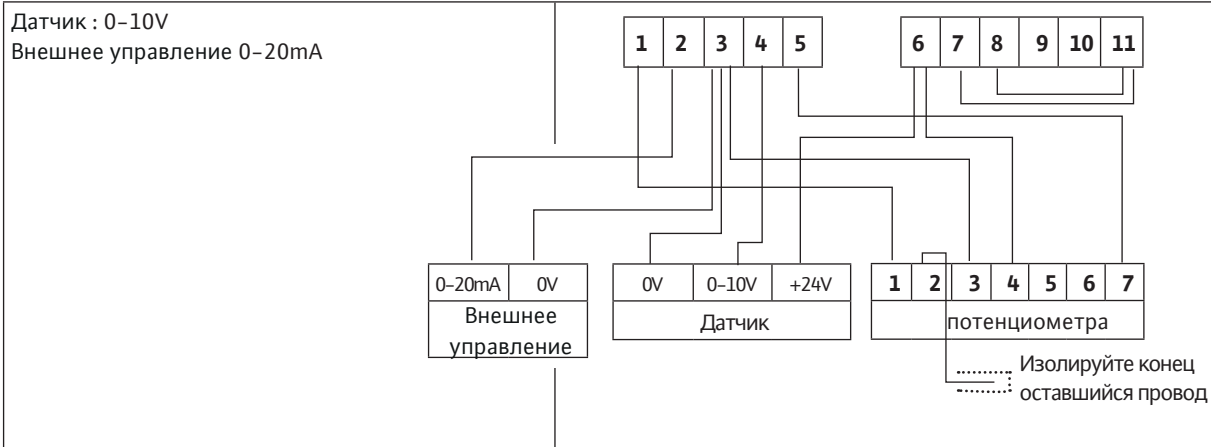 Датчик : 0-10V
Внешнее управление 0-20mA
1 2 3 4 5
6 7 8 9 10 11
0-20mA 0V
Внешнее
управление
0V 0-10V +24V
Датчик
1 2 3 4 5 6 7
потенциометра
Изолируйте конец
оставшийся провод